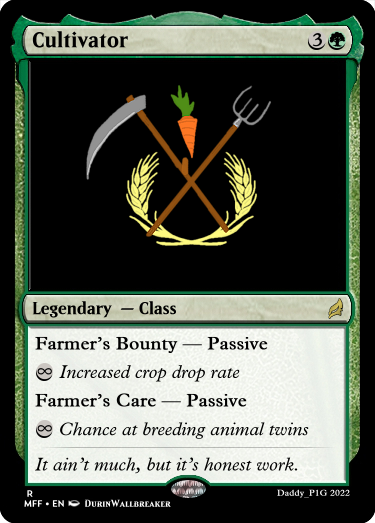 Cultivator 3
Legendary — Class
Farmer's Bounty — Passive
∞ Increased crop drop rate
Farmer's Care — Passive
∞ Chance at breeding animal twins
It ain't much, but it's honest work.
R Daddy_P1G 2022
MFF • EN DurinWallbreaker